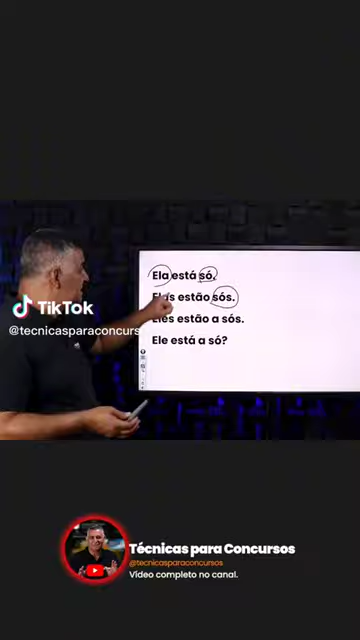 Ela está só.
TikTok
Elas estão sós.
@tecnicasparaconcurs
Eles estão a sós.
Ele está a só?
Técnicas para Concursos
@tecnicasparaconcursos
Vídeo completo no canal.